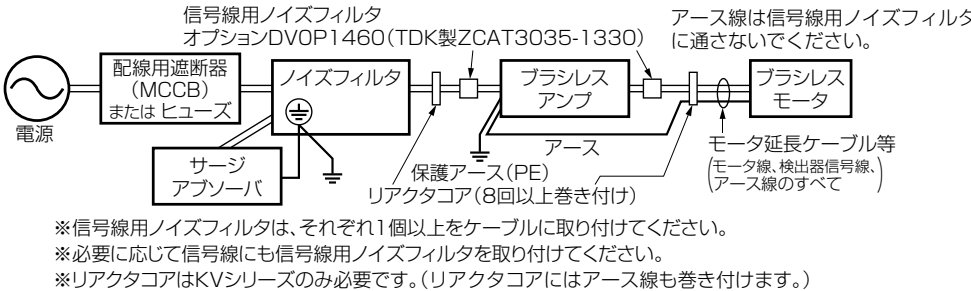 信号線用ノイズフィルタ
オプションDV0P1460(TDK製ZCAT3035-1330)
アース線は信号線用ノイズフィルタ
に通さないでください。
電源
配線用遮断器
(MCCB)
または ヒューズ
ノイズフィルタ
ブラシレス
アンプ
ブラシレス
モータ
サージ
アブソーバ
アース
保護アース(PE)
リアクタコア(8回以上巻き付け)
モータ延長ケーブル等
(モータ線、検出器信号線、
アース線のすべて)
※信号線用ノイズフィルタは、それぞれ1個以上をケーブルに取り付けてください。
※必要に応じて信号線にも信号線用ノイズフィルタを取り付けてください。
※リアクタコアはKVシリーズのみ必要です。(リアクタコアにはアース線も巻き付けます。)